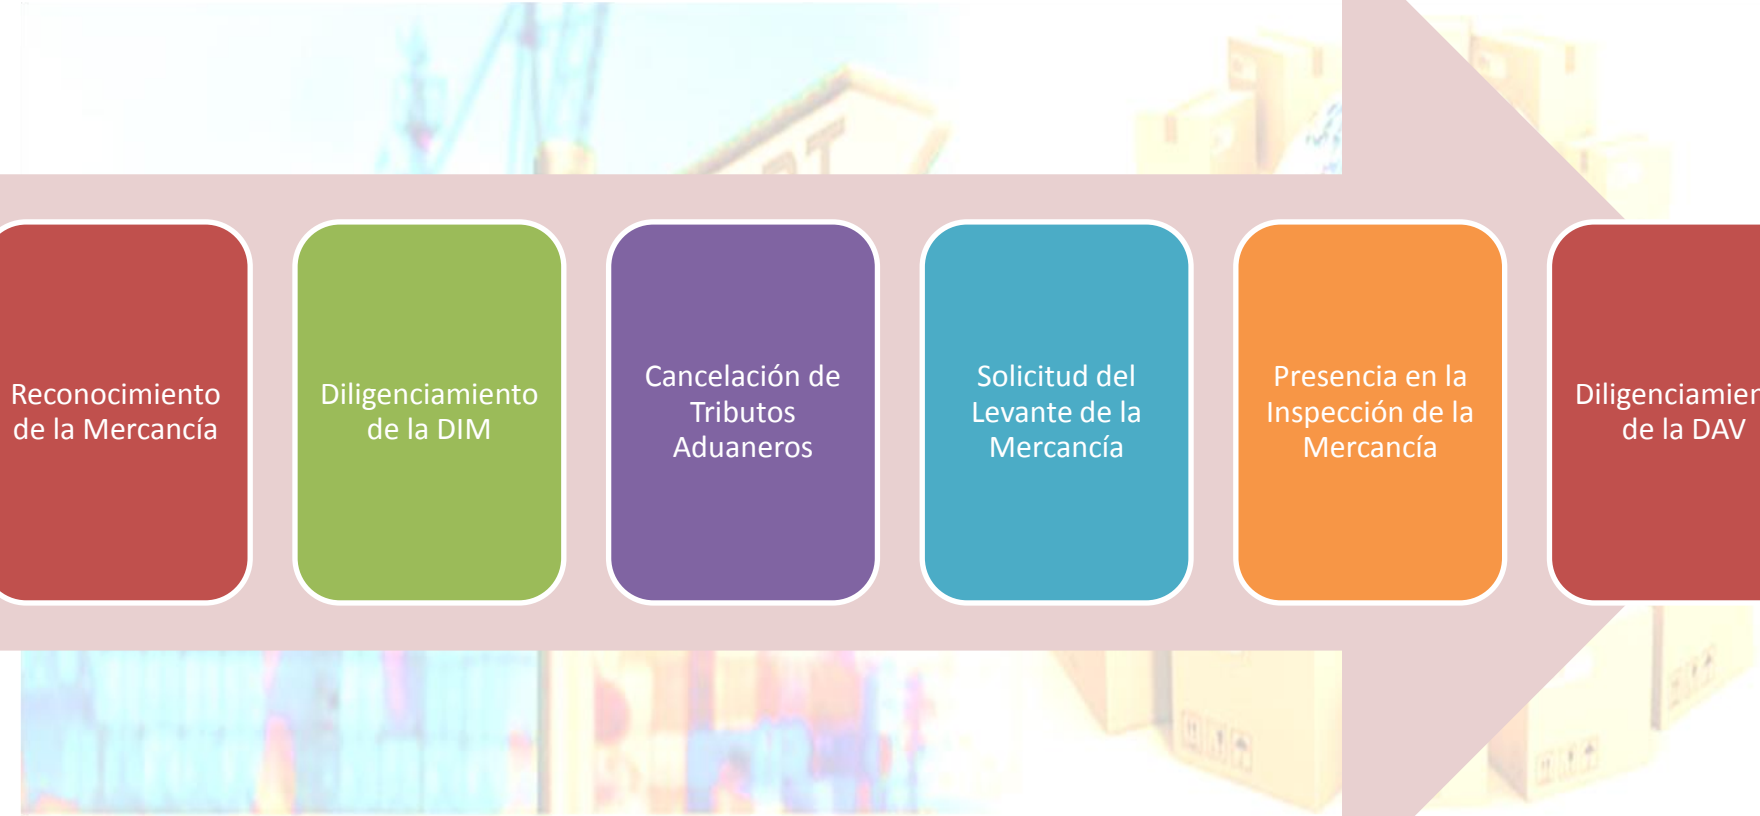 Reconocimiento
de la Mercancía
Diligenciamiento
de la DIM
Cancelación de
Tributos
Aduaneros
Solicitud del
Levante de la
Mercancía
Presencia en la
Inspección de la
Mercancía
de la DAV